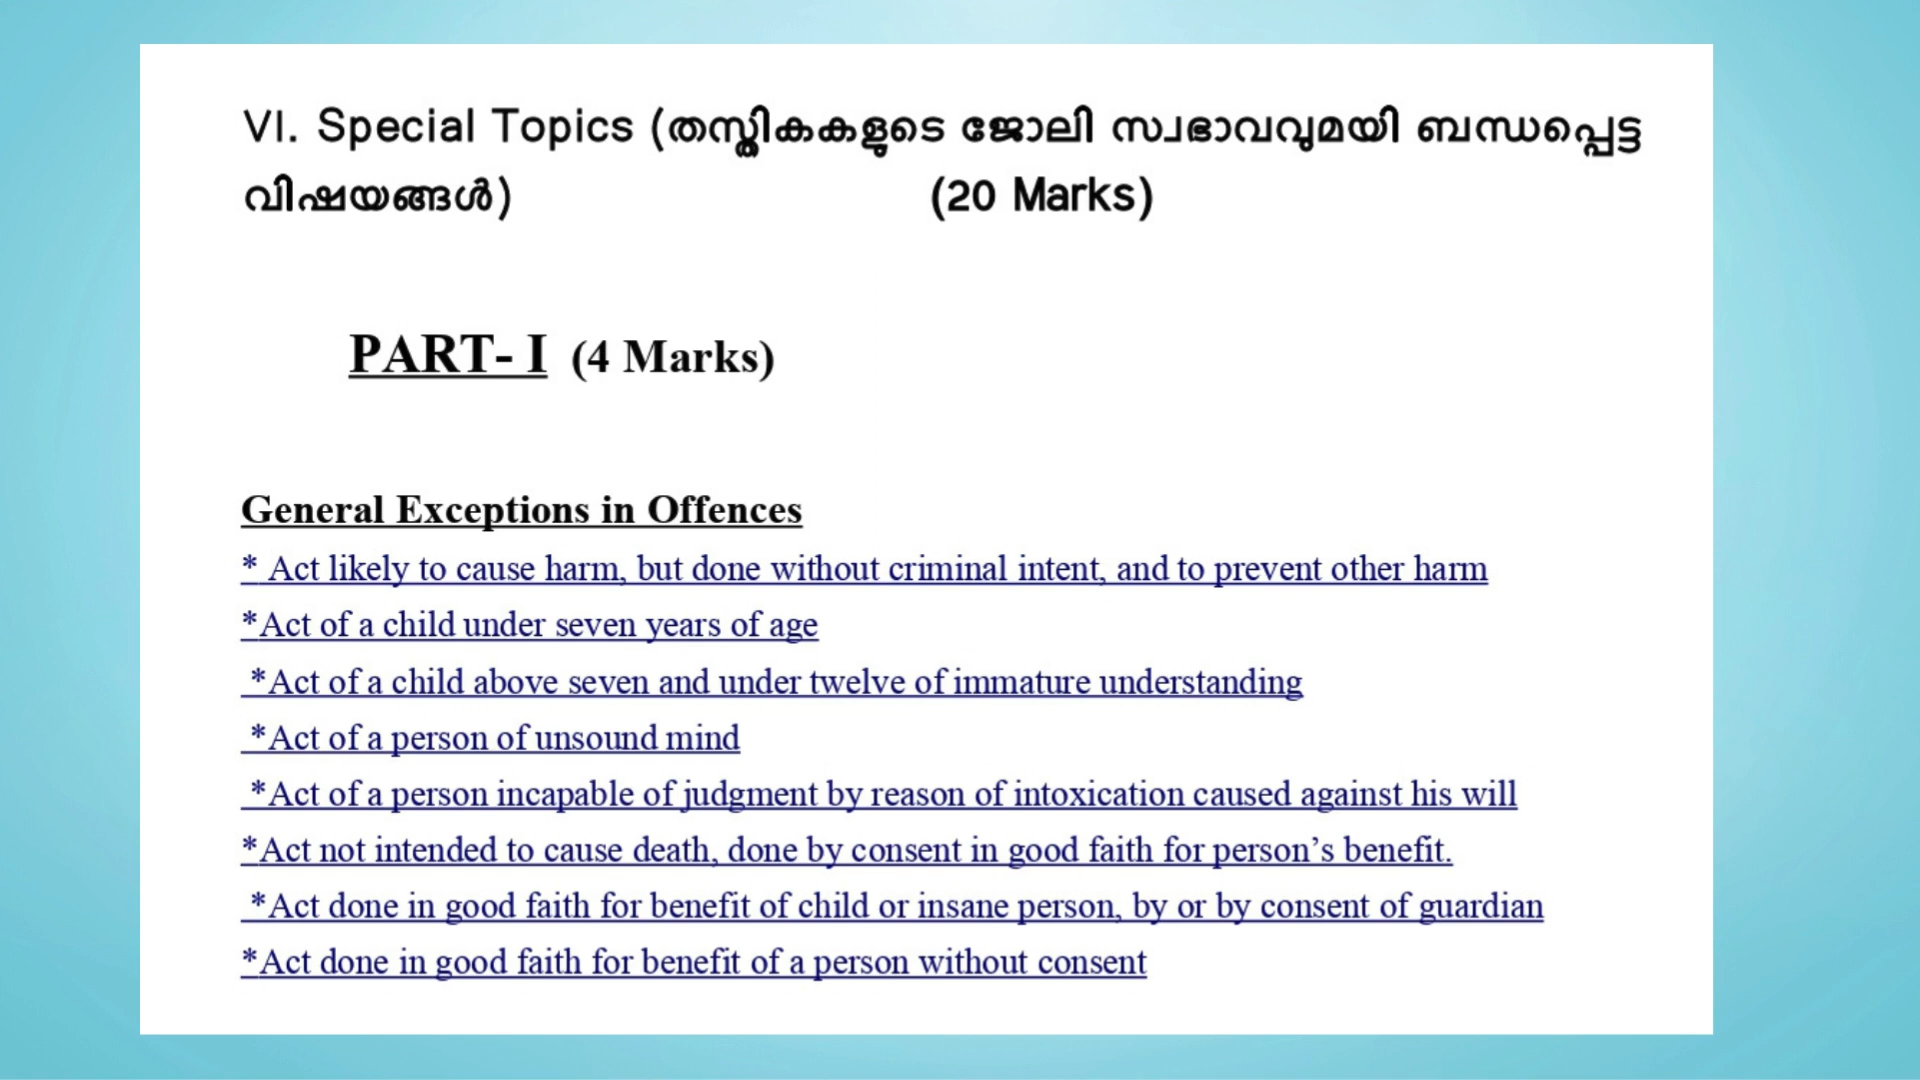 VI. Special Topics (തസ്തികകളുടെ ജോലി സ്വഭാവവുമയി ബന്ധപ്പെട്ട
വിഷയങ്ങൾ) (20 Marks)
PART- I (4 Marks)
General Exceptions in Offences
* Act likely to cause harm, but done without criminal intent, and to prevent other harm
*Act of a child under seven years of age
*Act of a child above seven and under twelve of immature understanding
*Act of a person of unsound mind
*Act of a person incapable of judgment by reason of intoxication caused against his will
*Act not intended to cause death, done by consent in good faith for person’s benefit.
*Act done in good faith for benefit of child or insane person, by or by consent of guardian
*Act done in good faith for benefit of a person without consent